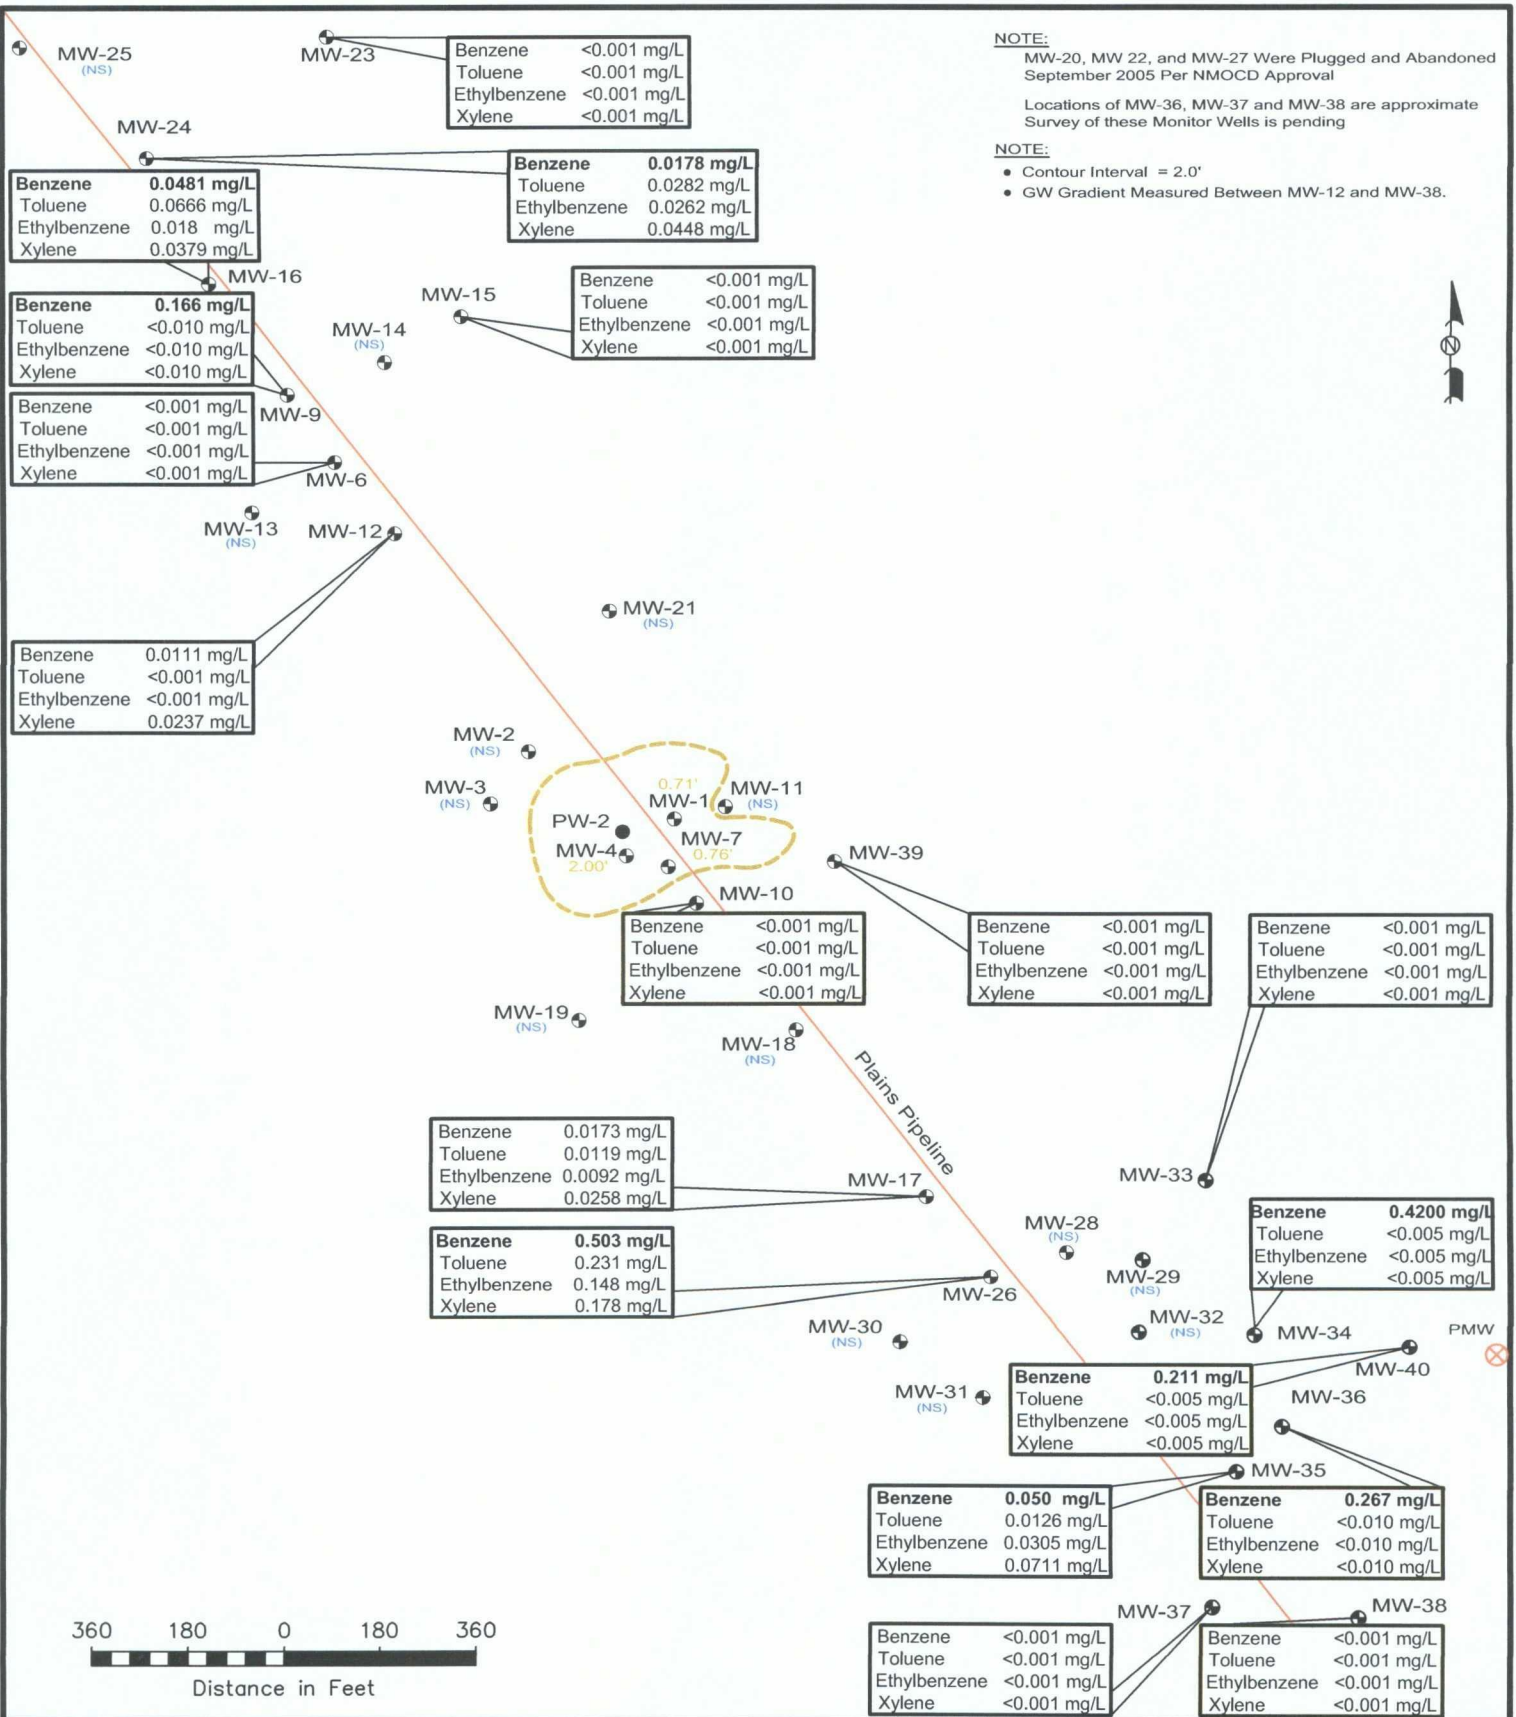 MW-25
(NS)
MW-23
Benzene <0.001 mg/L
Toluene <0.001 mg/L
Ethylbenzene <0.001 mg/L
Xylene <0.001 mg/L
NOTE:
MW-20, MW 22, and MW-27 Were Plugged and Abandoned
September 2005 Per NMOCD Approval
Locations of MW-36, MW-37 and MW-38 are approximate
Survey of these Monitor Wells is pending
NOTE:
• Contour Interval = 2.0'
• GW Gradient Measured Between MW-12 and MW-38.
MW-24
Benzene 0.0178 mg/L
Toluene 0.0282 mg/L
Ethylbenzene 0.0262 mg/L
Xylene 0.0448 mg/L
Benzene 0.0481 mg/L
Toluene 0.0666 mg/L
Ethylbenzene 0.018 mg/L
Xylene 0.0379 mg/L
MW-16
Benzene 0.166 mg/L
Toluene <0.010 mg/L
Ethylbenzene <0.010 mg/L
Xylene <0.010 mg/L
MW-9
MW-14
(NS)
MW-15
Benzene <0.001 mg/L
Toluene <0.001 mg/L
Ethylbenzene <0.001 mg/L
Xylene <0.001 mg/L
N
Benzene <0.001 mg/L
Toluene <0.001 mg/L
Ethylbenzene <0.001 mg/L
Xylene <0.001 mg/L
MW-6
MW-13
(NS)
MW-12
Benzene 0.0111 mg/L
Toluene <0.001 mg/L
Ethylbenzene <0.001 mg/L
Xylene 0.0237 mg/L
MW-21
(NS)
MW-2
(NS)
MW-3
(NS)
0.71'
MW-1
MW-11
(NS)
PW-2
MW-4
2.00'
MW-7
0.76'
MW-39
MW-10
Benzene <0.001 mg/L
Toluene <0.001 mg/L
Ethylbenzene <0.001 mg/L
Xylene <0.001 mg/L
Benzene <0.001 mg/L
Toluene <0.001 mg/L
Ethylbenzene <0.001 mg/L
Xylene <0.001 mg/L
Benzene <0.001 mg/L
Toluene <0.001 mg/L
Ethylbenzene <0.001 mg/L
Xylene <0.001 mg/L
MW-19
(NS)
MW-18
(NS)
Plains Pipeline
Benzene 0.0173 mg/L
Toluene 0.0119 mg/L
Ethylbenzene 0.0092 mg/L
Xylene 0.0258 mg/L
MW-17
MW-33
Benzene 0.503 mg/L
Toluene 0.231 mg/L
Ethylbenzene 0.148 mg/L
Xylene 0.178 mg/L
MW-26
MW-28
(NS)
MW-29
(NS)
Benzene 0.4200 mg/L
Toluene <0.005 mg/L
Ethylbenzene <0.005 mg/L
Xylene <0.005 mg/L
MW-30
(NS)
MW-32
(NS)
MW-34
PMW
MW-40
MW-31
(NS)
Benzene 0.211 mg/L
Toluene <0.005 mg/L
Ethylbenzene <0.005 mg/L
Xylene <0.005 mg/L
MW-36
MW-35
Benzene 0.050 mg/L
Toluene 0.0126 mg/L
Ethylbenzene 0.0305 mg/L
Xylene 0.0711 mg/L
Benzene 0.267 mg/L
Toluene <0.010 mg/L
Ethylbenzene <0.010 mg/L
Xylene <0.010 mg/L
MW-37
MW-38
Benzene <0.001 mg/L
Toluene <0.001 mg/L
Ethylbenzene <0.001 mg/L
Xylene <0.001 mg/L
Benzene <0.001 mg/L
Toluene <0.001 mg/L
Ethylbenzene <0.001 mg/L
Xylene <0.001 mg/L
360 180 0 180 360
Distance in Feet